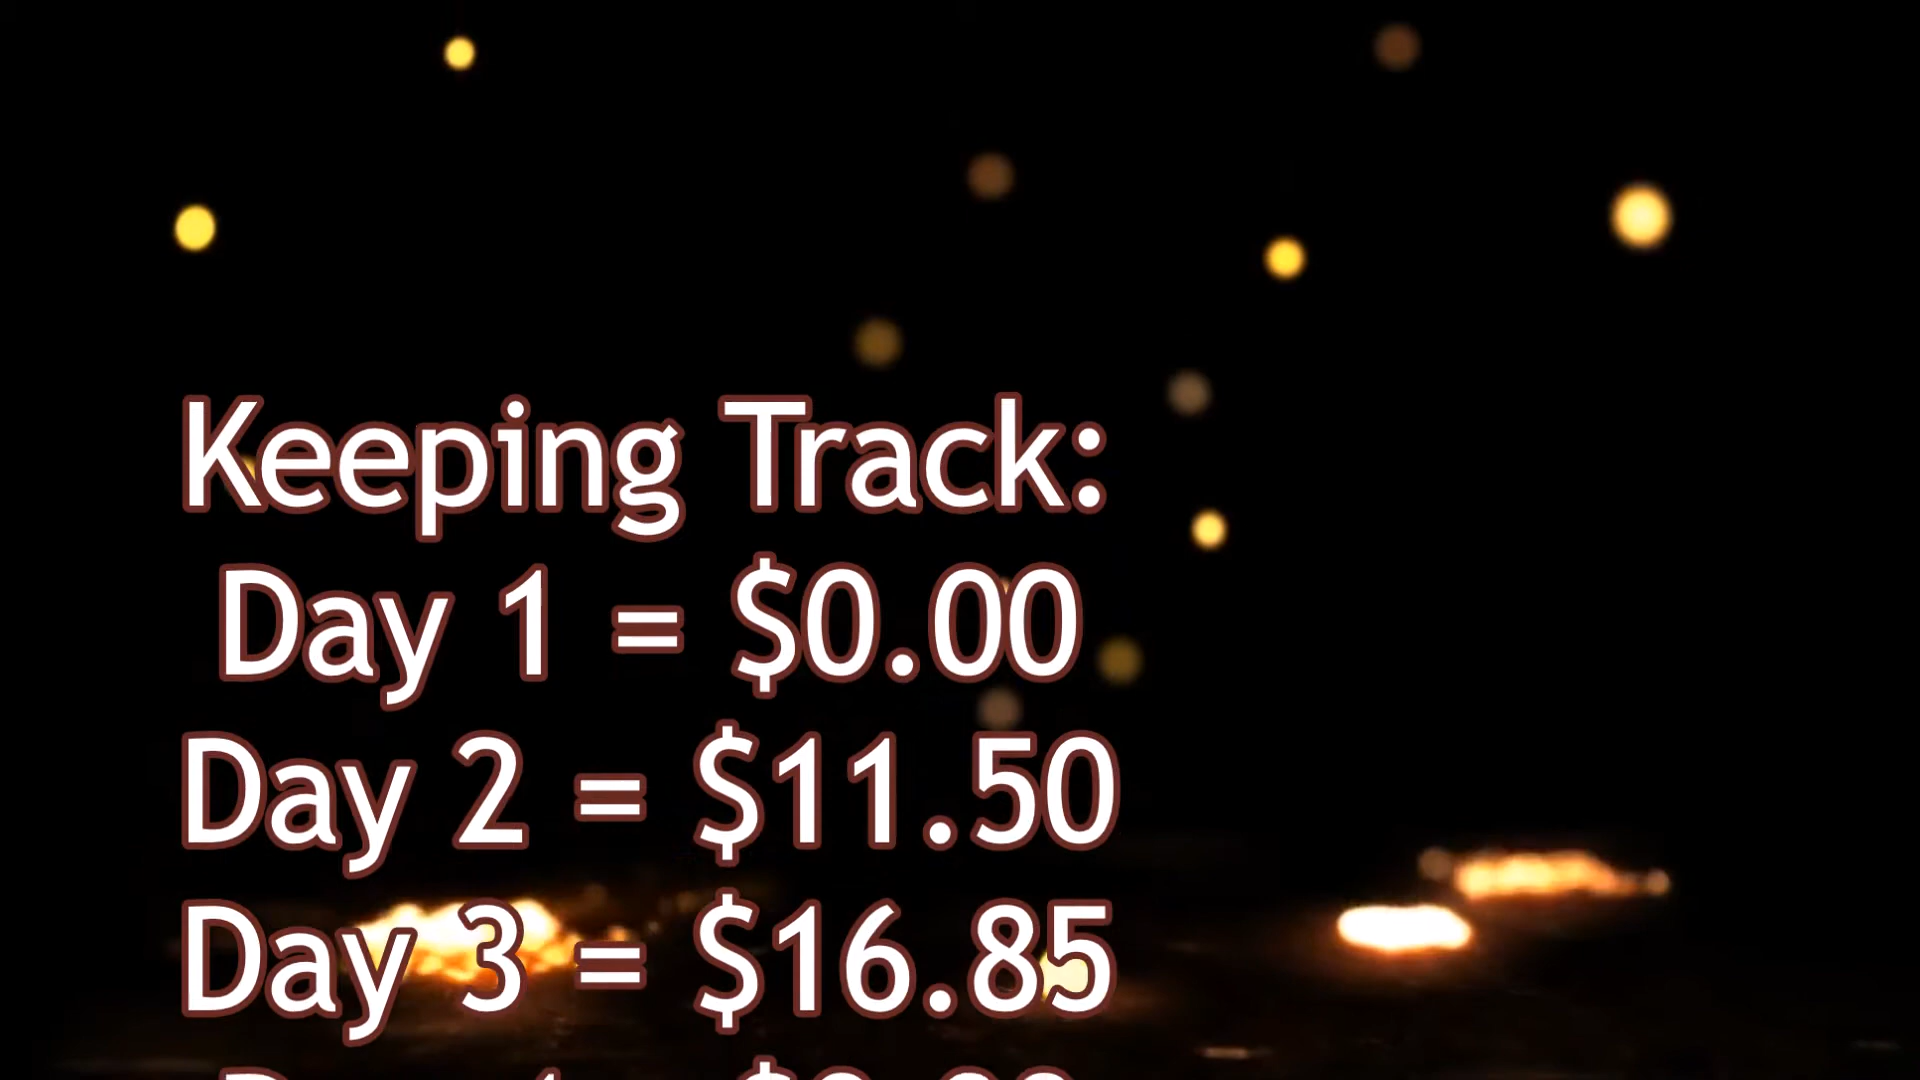 Keeping Track:
Day 1 = $0.00
Day 2 = $11.50
Day 3 = $16.85